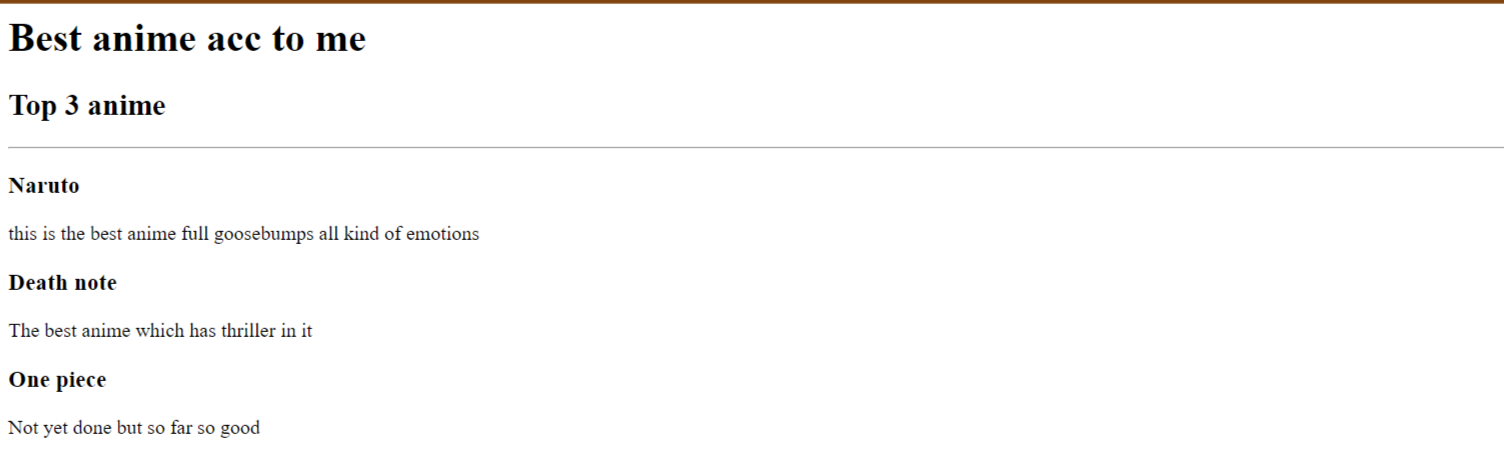 Best anime acc to me
Top 3 anime
Naruto
this is the best anime full goosebumps all kind of emotions
Death note
The best anime which has thriller in it
One piece
Not yet done but so far so good